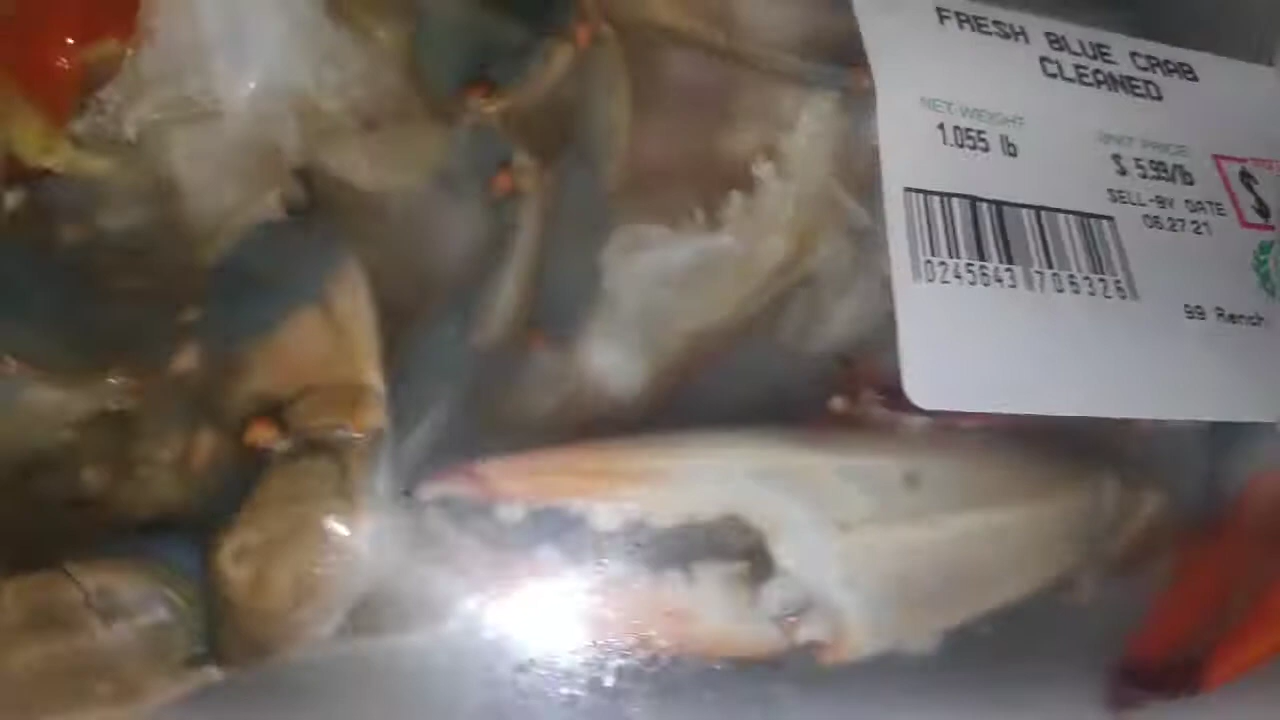 FRESH BLUE CRAB
CLEANED
NET WEIGHT
1.055 lb
UNIT PRICE
$ 5.99/lb
SELL-BY DATE
06.27.21
$
0245643 706326
99 Ranch